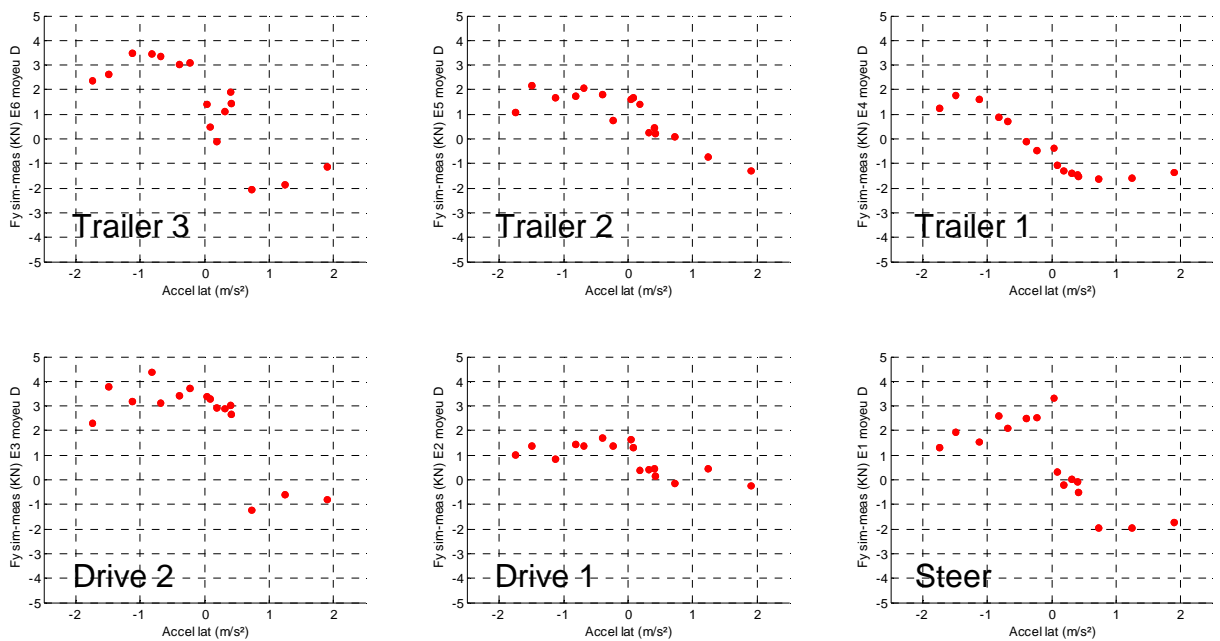 Fy sim-meas (KN) E6 moyeu D
5
4
3
2
1
0
-1
-2
-3
-4
-5
Trailer 3
-2 -1 0 1 2
Accel lat (m/s²)
Fy sim-meas (KN) E5 moyeu D
5
4
3
2
1
0
-1
-2
-3
-4
-5
Trailer 2
-2 -1 0 1 2
Accel lat (m/s²)
Fy sim-meas (KN) E4 moyeu D
5
4
3
2
1
0
-1
-2
-3
-4
-5
Trailer 1
-2 -1 0 1 2
Accel lat (m/s²)
Fy sim-meas (KN) E3 moyeu D
5
4
3
2
1
0
-1
-2
-3
-4
-5
Drive 2
-2 -1 0 1 2
Accel lat (m/s²)
Fy sim-meas (KN) E2 moyeu D
5
4
3
2
1
0
-1
-2
-3
-4
-5
Drive 1
-2 -1 0 1 2
Accel lat (m/s²)
Fy sim-meas (KN) E1 moyeu D
5
4
3
2
1
0
-1
-2
-3
-4
-5
Steer
-2 -1 0 1 2
Accel lat (m/s²)